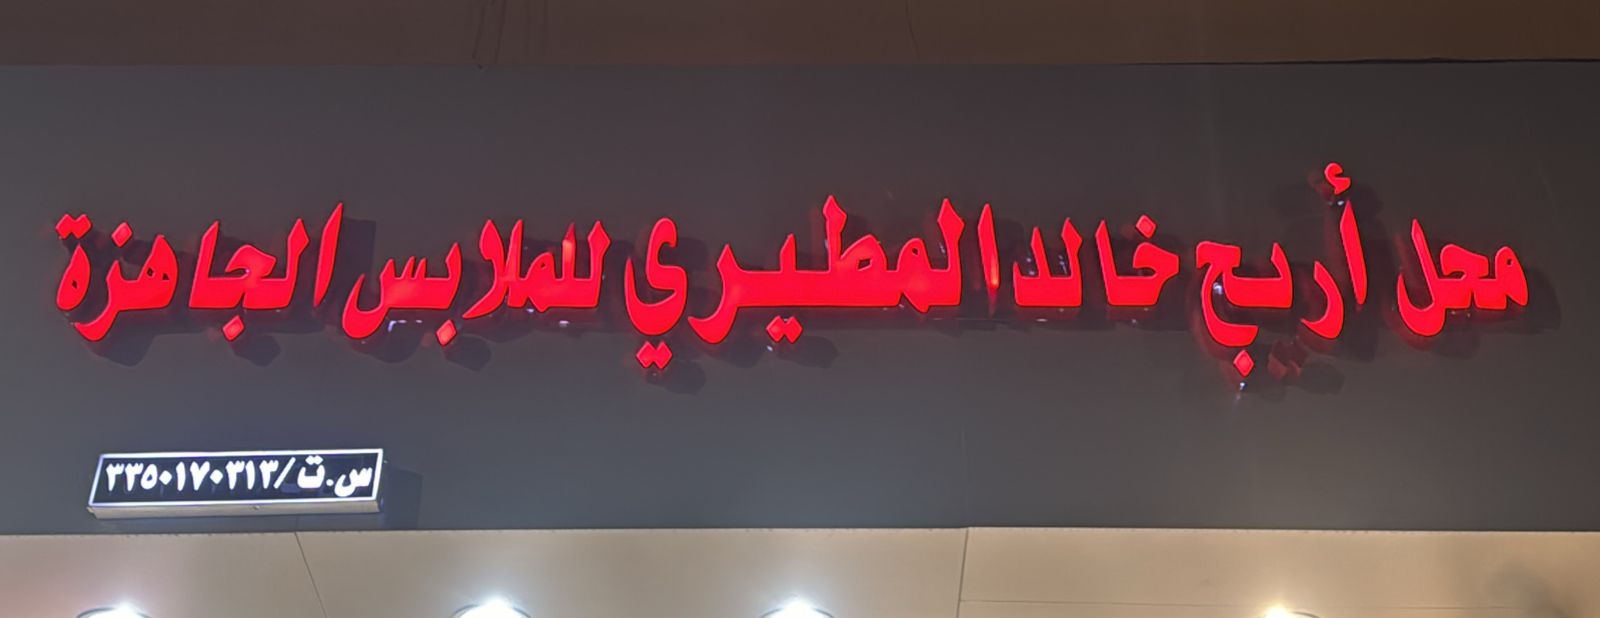 محل أريج خالد المطيري للملابس الجاهزة
س.ت/٣٣٥٠١٧٠٣١٣